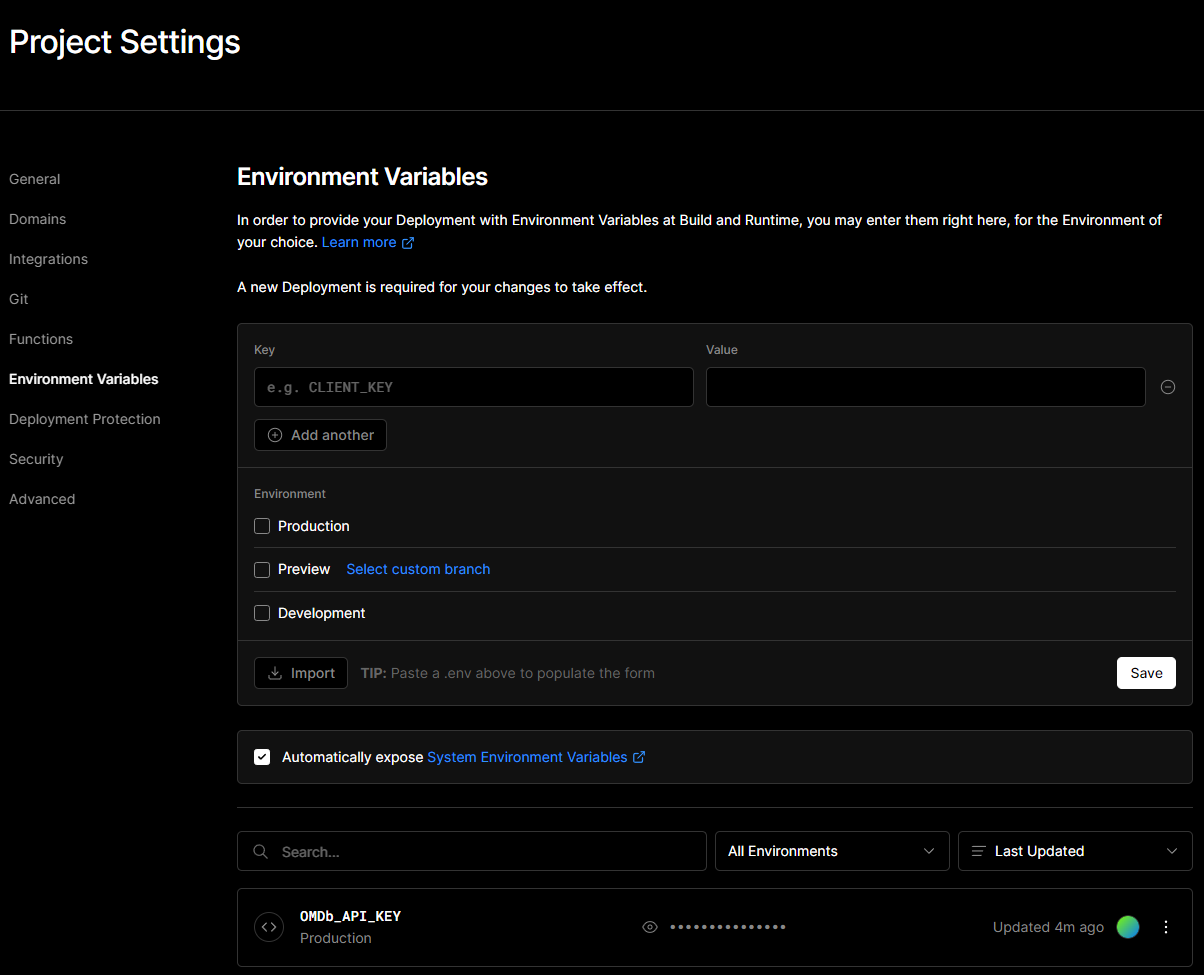 Project Settings
General
Domains
Integrations
Git
Functions
Environment Variables
Deployment Protection
Security
Advanced
Environment Variables
In order to provide your Deployment with Environment Variables at Build and Runtime, you may enter them right here, for the Environment of
your choice. Learn more
A new Deployment is required for your changes to take effect.
Key Value
e.g. CLIENT_KEY
Add another
Environment
Production
Preview Select custom branch
Development
Import TIP: Paste a .env above to populate the form Save
Automatically expose System Environment Variables
Search... All Environments Last Updated
OMDb_API_KEY
Production
••••••••••••••• Updated 4m ago